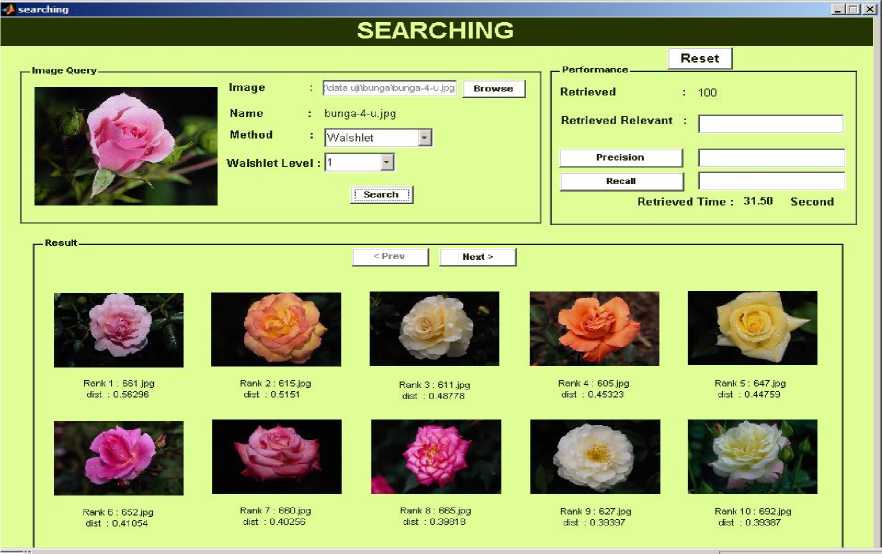 searching
SEARCHING
Reset
Image Query
Image : \data uji\bunga\bunga-4-u.jpg Browse
Name : bunga-4-u.jpg
Method : Walshlet
Walshlet Level : 1
Search
Performance
Retrieved : 100
Retrieved Relevant :
Precision
Recall
Retrieved Time : 31.50 Second
Result
< Prev Next >
Rank 1 : 661.jpg
dist : 0.56296
Rank 2 : 615.jpg
dist : 0.5151
Rank 3 : 611.jpg
dist : 0.48778
Rank 4 : 605.jpg
dist : 0.45323
Rank 5 : 647.jpg
dist : 0.44759
Rank 6 : 652.jpg
dist : 0.41054
Rank 7 : 660.jpg
dist : 0.40256
Rank 8 : 665.jpg
dist : 0.39819
Rank 9 : 627.jpg
dist : 0.39397
Rank 10 : 692.jpg
dist : 0.39387